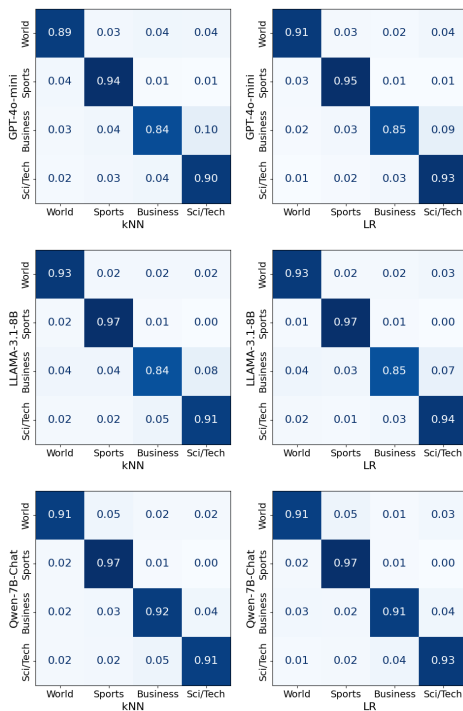 GPT-4o-mini
World 0.89 0.03 0.04 0.04
Sports 0.04 0.94 0.01 0.01
Business 0.03 0.04 0.84 0.10
Sci/Tech 0.02 0.03 0.04 0.90
World Sports Business Sci/Tech
kNN
GPT-4o-mini
World 0.91 0.03 0.02 0.04
Sports 0.03 0.95 0.01 0.01
Business 0.02 0.03 0.85 0.09
Sci/Tech 0.01 0.02 0.03 0.93
World Sports Business Sci/Tech
LR
LLAMA-3.1-8B
World 0.93 0.02 0.02 0.02
Sports 0.02 0.97 0.01 0.00
Business 0.04 0.04 0.84 0.08
Sci/Tech 0.02 0.02 0.05 0.91
World Sports Business Sci/Tech
kNN
LLAMA-3.1-8B
World 0.93 0.02 0.02 0.03
Sports 0.01 0.97 0.01 0.00
Business 0.04 0.03 0.85 0.07
Sci/Tech 0.02 0.01 0.03 0.94
World Sports Business Sci/Tech
LR
Qwen-7B-Chat
World 0.91 0.05 0.02 0.02
Sports 0.02 0.97 0.01 0.00
Business 0.02 0.03 0.92 0.04
Sci/Tech 0.02 0.02 0.05 0.91
World Sports Business Sci/Tech
kNN
Qwen-7B-Chat
World 0.91 0.05 0.01 0.03
Sports 0.02 0.97 0.01 0.00
Business 0.03 0.02 0.91 0.04
Sci/Tech 0.01 0.02 0.04 0.93
World Sports Business Sci/Tech
LR